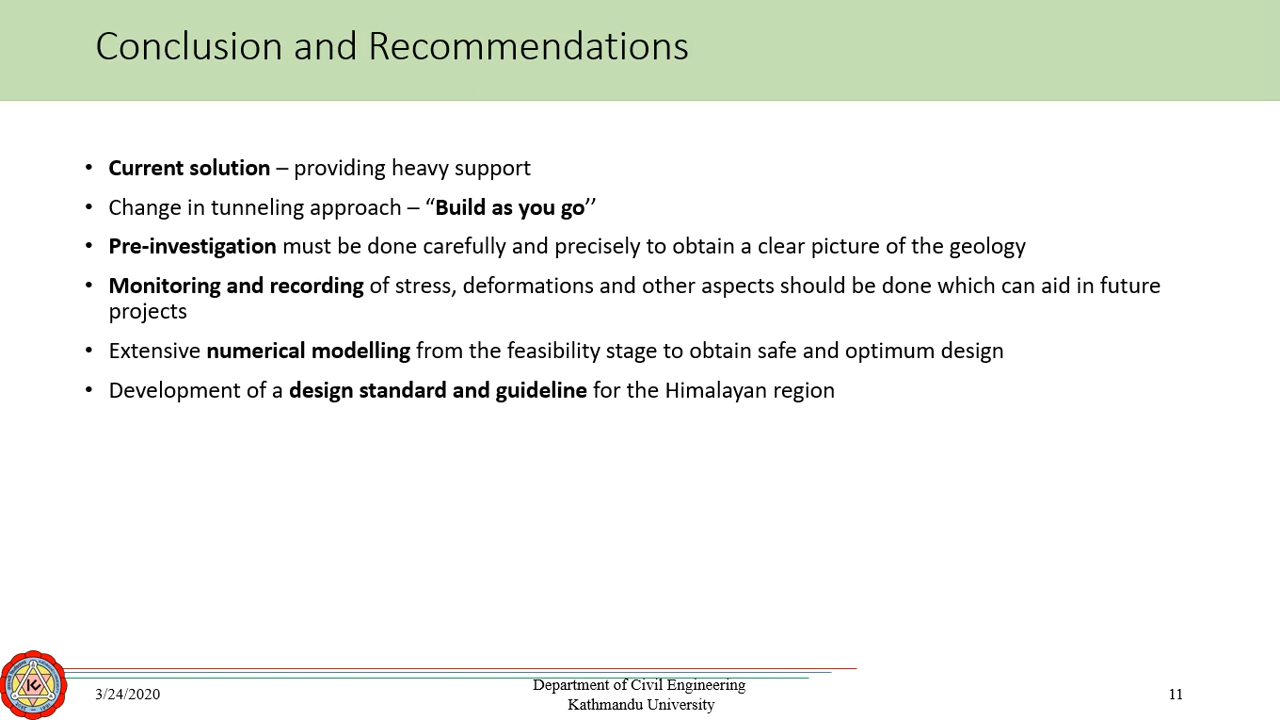 Conclusion and Recommendations
• Current solution – providing heavy support
• Change in tunneling approach – “Build as you go’’
• Pre-investigation must be done carefully and precisely to obtain a clear picture of the geology
• Monitoring and recording of stress, deformations and other aspects should be done which can aid in future
projects
• Extensive numerical modelling from the feasibility stage to obtain safe and optimum design
• Development of a design standard and guideline for the Himalayan region
3/24/2020
Department of Civil Engineering
Kathmandu University
11